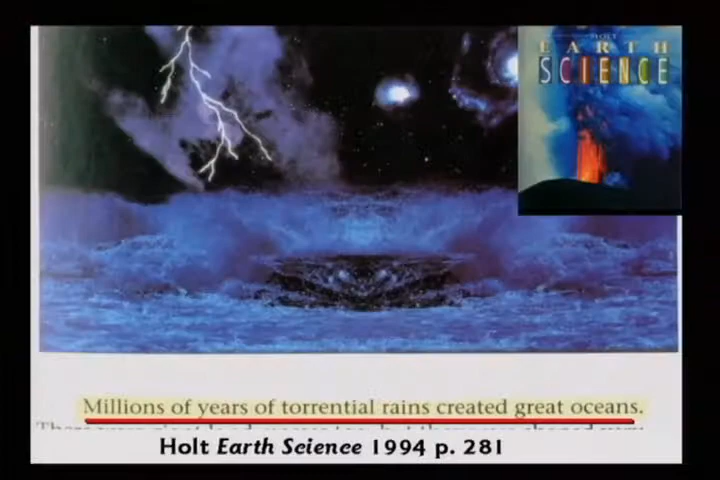 HOLT
EARTH
SCIENCE
Millions of years of torrential rains created great oceans.
Holt Earth Science 1994 p. 281